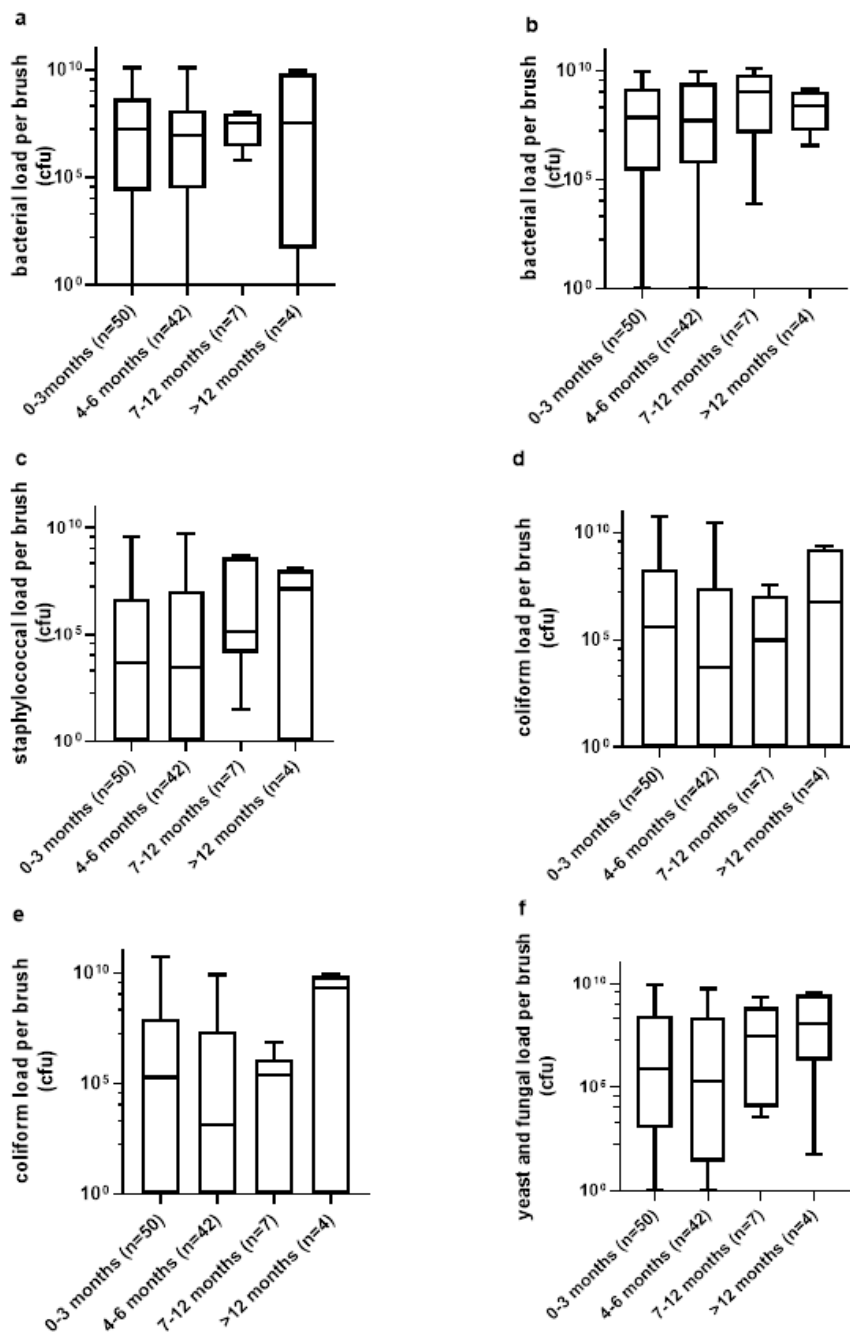 a
bacterial load per brush
(cfu)
10¹⁰
10⁵
10⁰
0-3months (n=50)
4-6 months (n=42)
7-12 months (n=7)
>12 months (n=4)
b
bacterial load per brush
(cfu)
10¹⁰
10⁵
10⁰
0-3 months (n=50)
4-6 months (n=42)
7-12 months (n=7)
>12 months (n=4)
c
staphylococcal load per brush
(cfu)
10¹⁰
10⁵
10⁰
0-3 months (n=50)
4-6 months (n=42)
7-12 months (n=7)
>12 months (n=4)
d
coliform load per brush
(cfu)
10¹⁰
10⁵
10⁰
0-3 months (n=50)
4-6 months (n=42)
7-12 months (n=7)
>12 months (n=4)
e
coliform load per brush
(cfu)
10¹⁰
10⁵
10⁰
0-3 months (n=50)
4-6 months (n=42)
7-12 months (n=7)
>12 months (n=4)
f
yeast and fungal load per brush
(cfu)
10¹⁰
10⁶
10⁰
0-3 months (n=50)
4-6 months (n=42)
7-12 months (n=7)
>12 months (n=4)